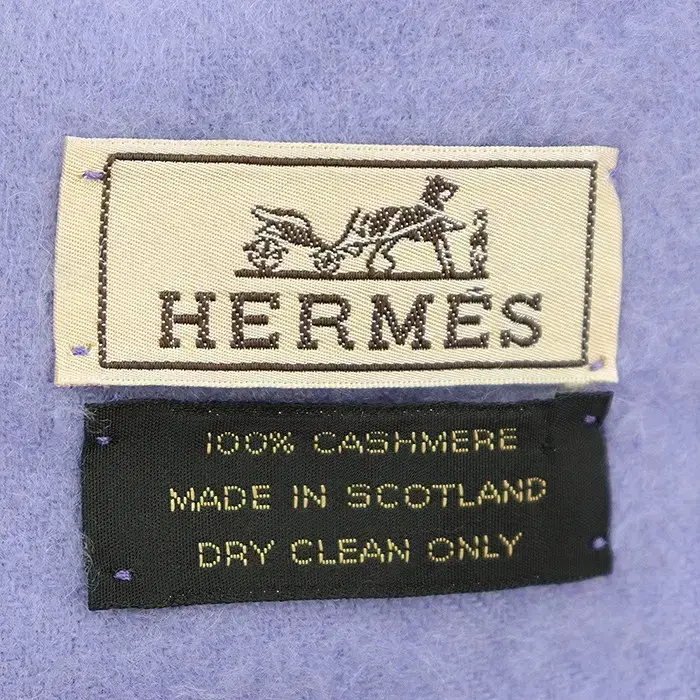 HERMÈS
100% CASHMERE
MADE IN SCOTLAND
DRY CLEAN ONLY